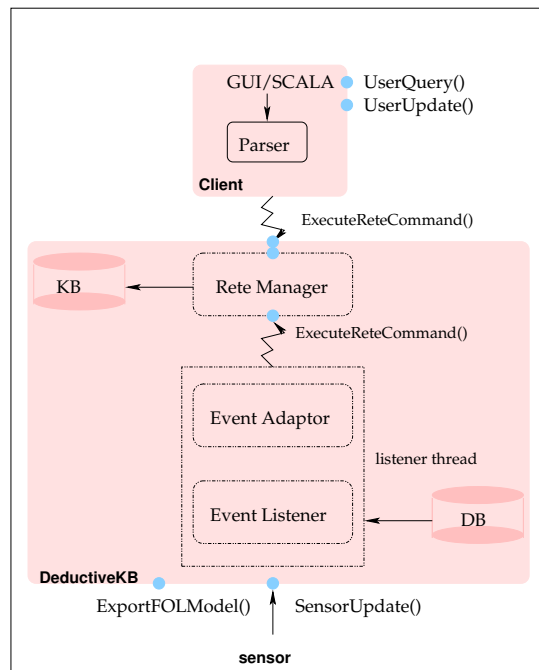 GUI/SCALA
UserQuery()
UserUpdate()
Parser
Client
ExecuteReteCommand()
KB
Rete Manager
ExecuteReteCommand()
Event Adaptor
listener thread
Event Listener
DB
DeductiveKB
ExportFOLModel()
SensorUpdate()
sensor